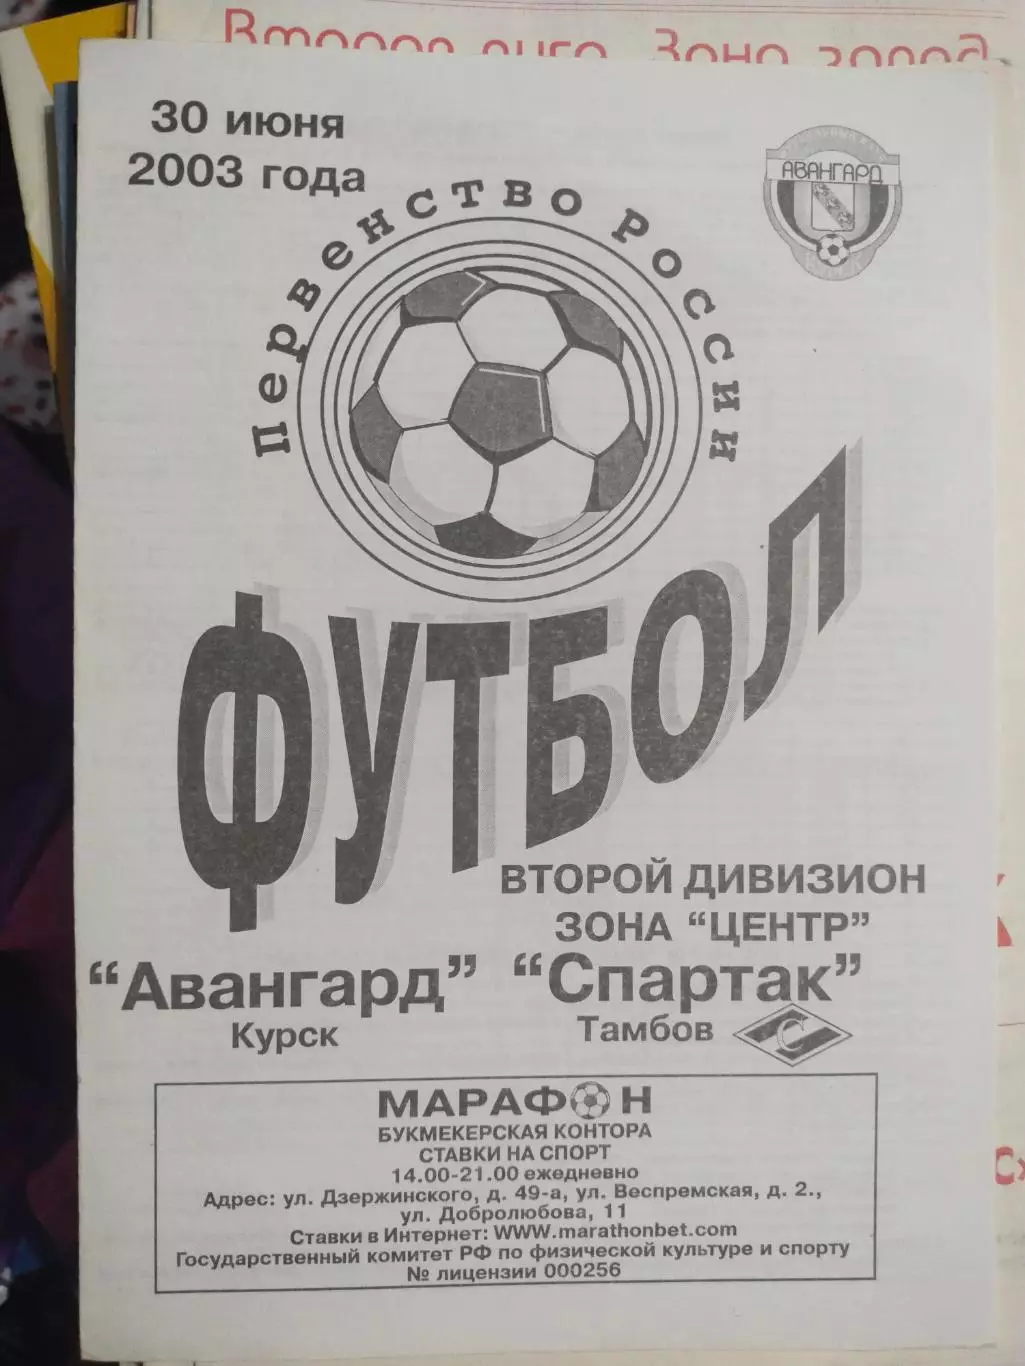 30 июня
2003 года
АВАНГАРД
Первенство России
ФУТБОЛ
ВТОРОЙ ДИВИЗИОН
ЗОНА "ЦЕНТР"
"Авангард" "Спартак"
Курск Тамбов
С
МАРАФОН
БУКМЕКЕРСКАЯ КОНТОРА
СТАВКИ НА СПОРТ
14.00-21.00 ежедневно
Адрес: ул. Дзержинского, д. 49-а, ул. Веспремская, д. 2.,
ул. Добролюбова, 11
Ставки в Интернет: WWW.marathonbet.com
Государственный комитет РФ по физической культуре и спорту
№ лицензии 000256